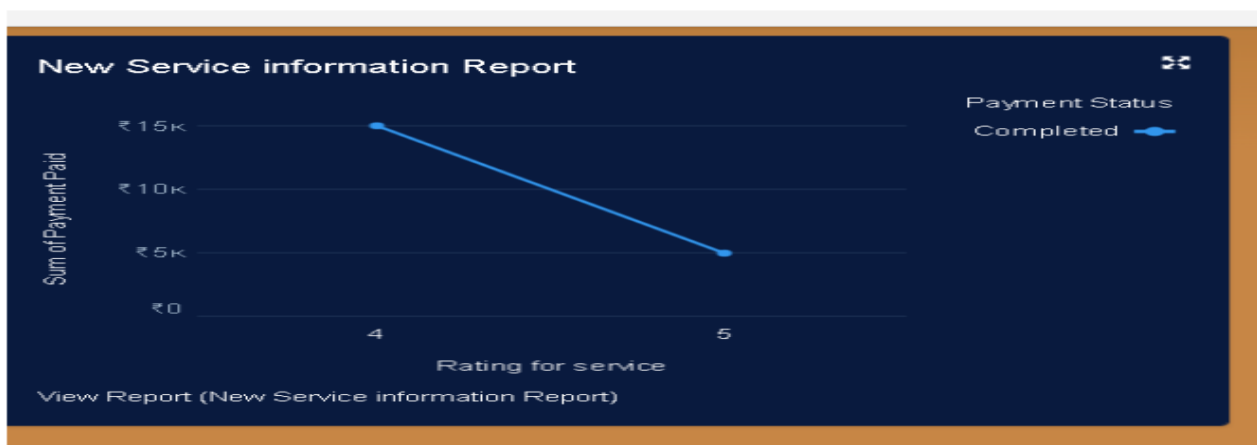 New Service information Report
Payment Status
Completed
Sum of Payment Paid
₹15K
₹10K
₹5K
₹0
4 5
Rating for service
View Report (New Service information Report)